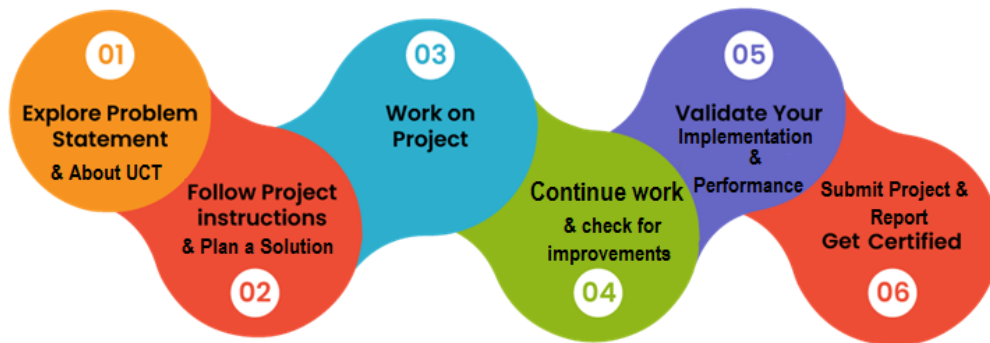 01
Explore Problem
Statement
& About UCT
Follow Project
instructions
& Plan a Solution
02
03
Work on
Project
Continue work
& check for
improvements
04
05
Validate Your
Implementation
&
Performance
Submit Project &
Report
Get Certified
06